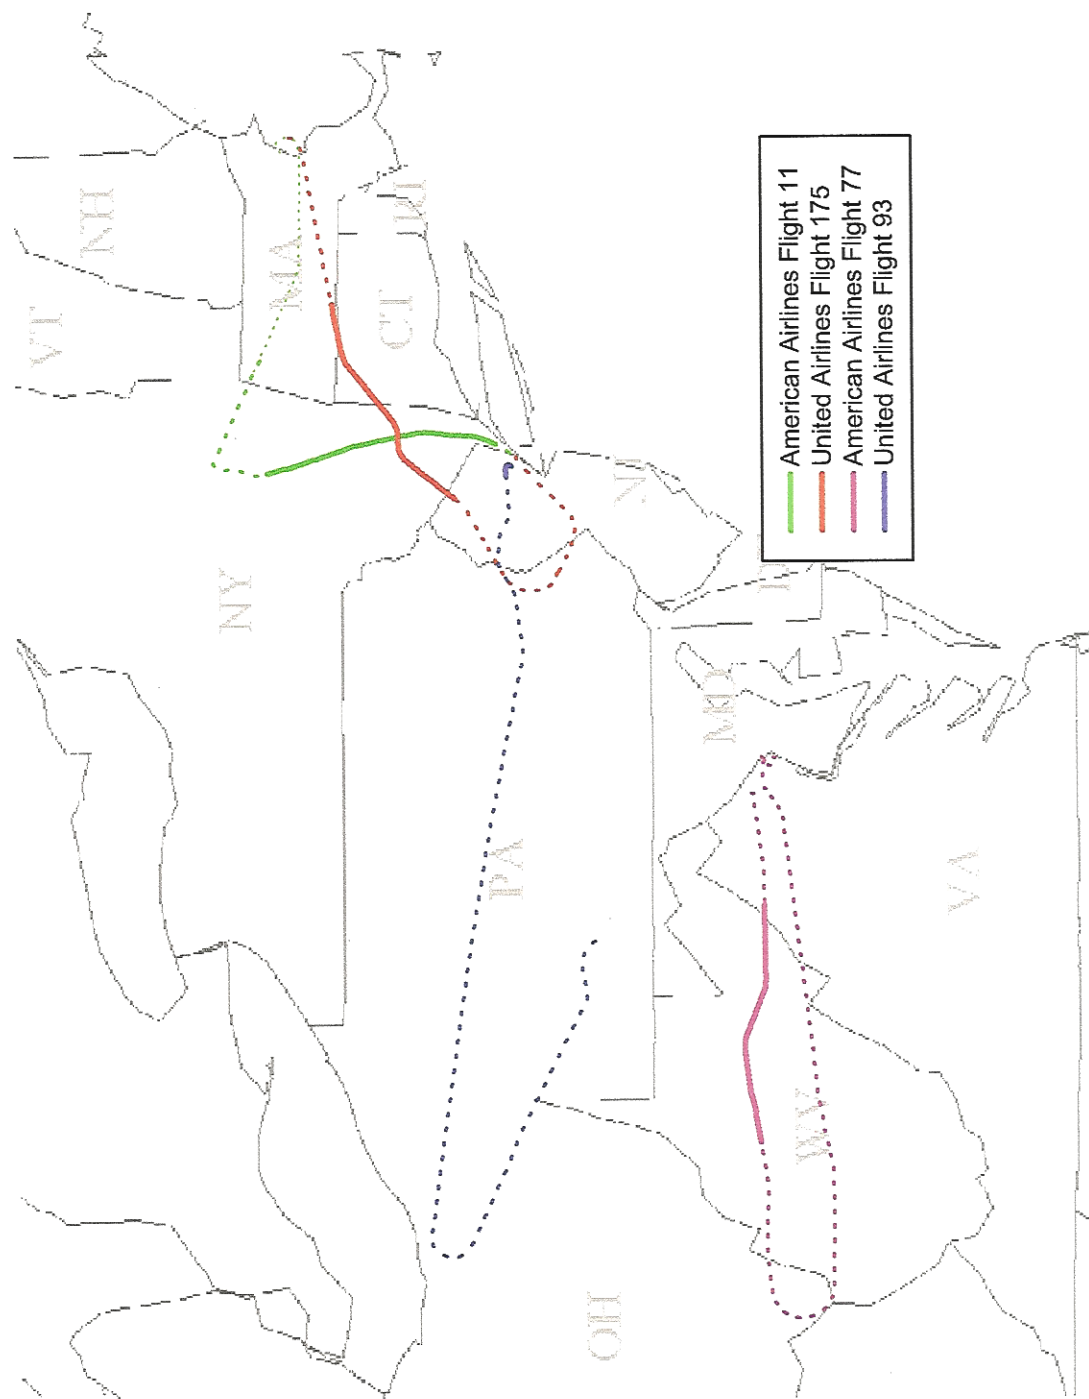 VT
NH
MA
RI
CT
NY
NJ
PA
MD
OH
WV
VA
American Airlines Flight 11
United Airlines Flight 175
American Airlines Flight 77
United Airlines Flight 93